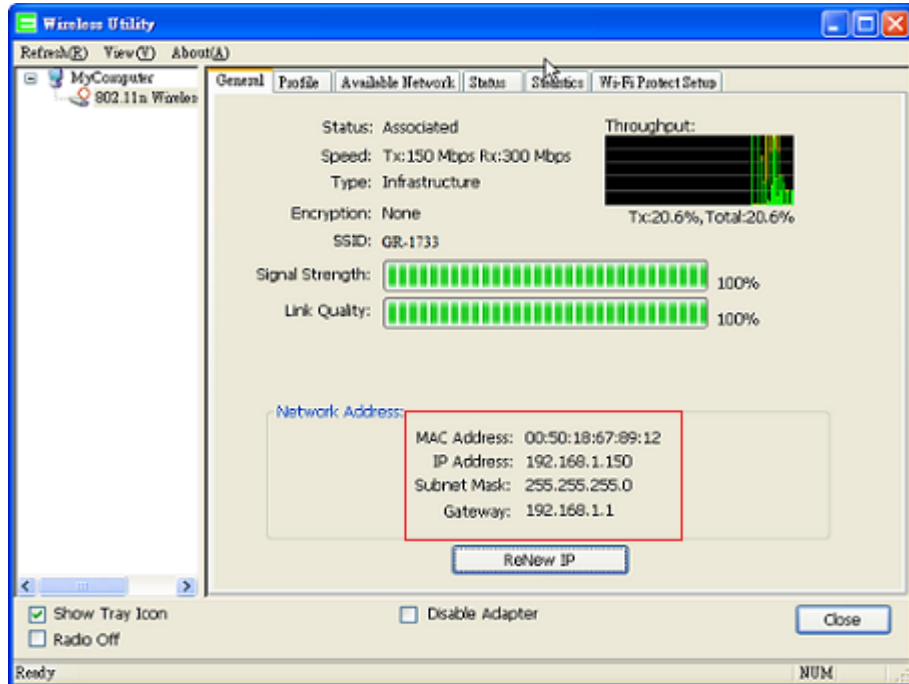 Wireless Utility
Refresh(R) View(V) About(A)
MyComputer
802.11n Wireles
General Profile Available Network Status Statistics Wi-Fi Protect Setup
Status: Associated
Throughput:
Speed: Tx:150 Mbps Rx:300 Mbps
Type: Infrastructure
Encryption: None
Tx:20.6%, Total:20.6%
SSID: GR-1733
Signal Strength: 100%
Link Quality: 100%
Network Address:
MAC Address: 00:50:18:67:89:12
IP Address: 192.168.1.150
Subnet Mask: 255.255.255.0
Gateway: 192.168.1.1
ReNew IP
Show Tray Icon
Disable Adapter
Close
Radio Off
Ready
NUM